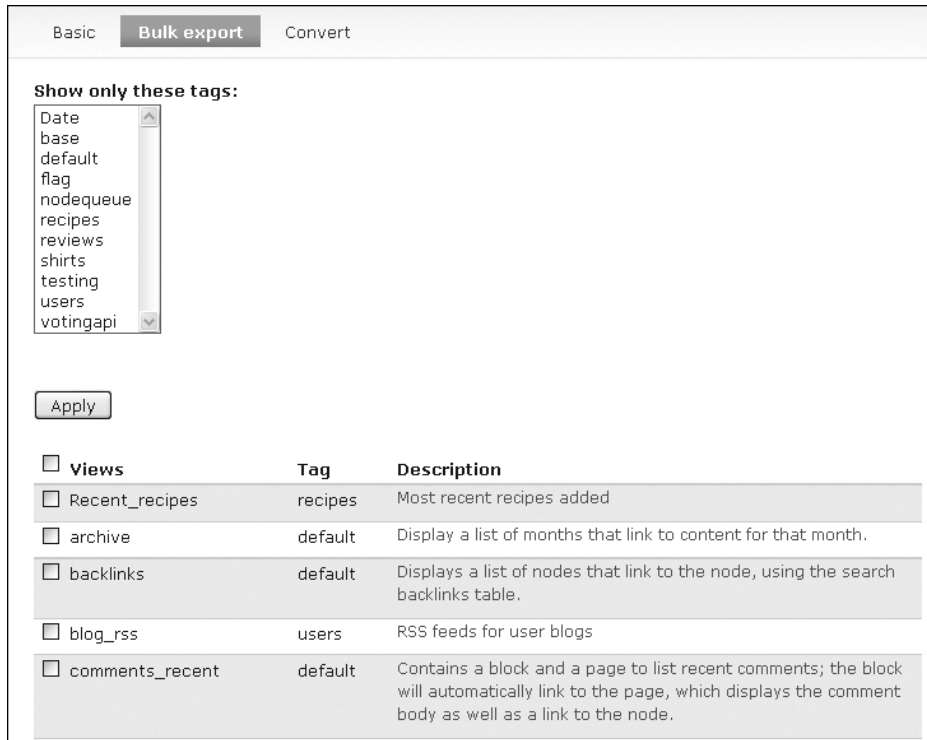 Basic Bulk export Convert
Show only these tags:
Date
base
default
flag
nodequeue
recipes
reviews
shirts
testing
users
votingapi
Apply
Views Tag Description
Recent_recipes recipes Most recent recipes added
archive default Display a list of months that link to content for that month.
backlinks default Displays a list of nodes that link to the node, using the search
backlinks table.
blog_rss users RSS feeds for user blogs
comments_recent default Contains a block and a page to list recent comments; the block
will automatically link to the page, which displays the comment
body as well as a link to the node.